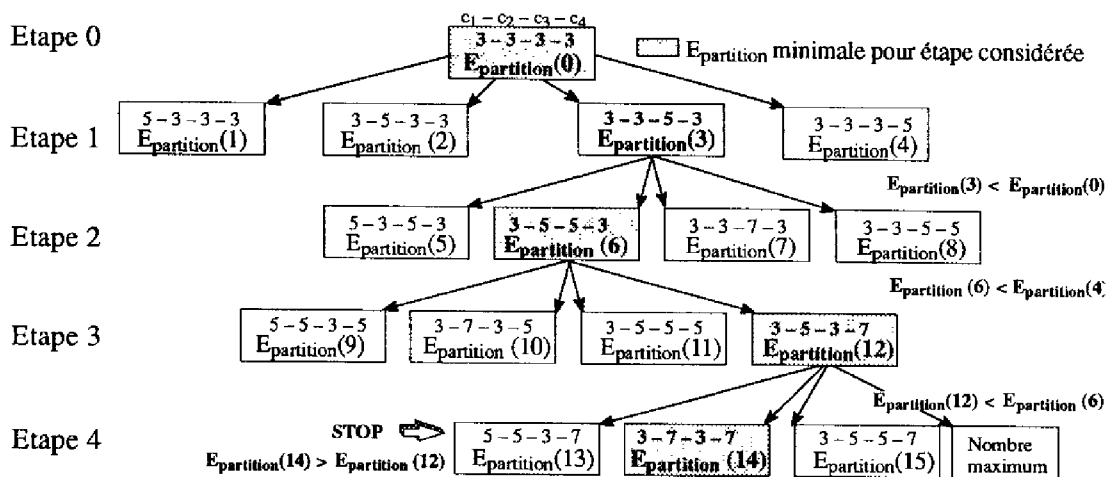 c1 – c2 – c3 – c4
Etape 0
3 – 3 – 3 – 3
Epartition(0)
Epartition minimale pour étape considérée
Etape 1
5 – 3 – 3 – 3
Epartition(1)
3 – 5 – 3 – 3
Epartition (2)
3 – 3 – 5 – 3
Epartition(3)
3 – 3 – 3 – 5
Epartition(4)
Epartition(3) < Epartition(0)
Etape 2
5 – 3 – 5 – 3
Epartition(5)
3 – 5 – 5 – 3
Epartition (6)
3 – 3 – 7 – 3
Epartition(7)
3 – 3 – 5 – 5
Epartition(8)
Epartition (6) < Epartition(4)
Etape 3
5 – 5 – 3 – 5
Epartition(9)
3 – 7 – 3 – 5
Epartition (10)
3 – 5 – 5 – 5
Epartition(11)
3 – 5 – 3 – 7
Epartition(12)
Epartition(12) < Epartition (6)
Etape 4
STOP
Epartition(14) > Epartition (12)
5 – 5 – 3 – 7
Epartition(13)
3 – 7 – 3 – 7
Epartition (14)
3 – 5 – 5 – 7
Epartition(15)
Nombre
maximum